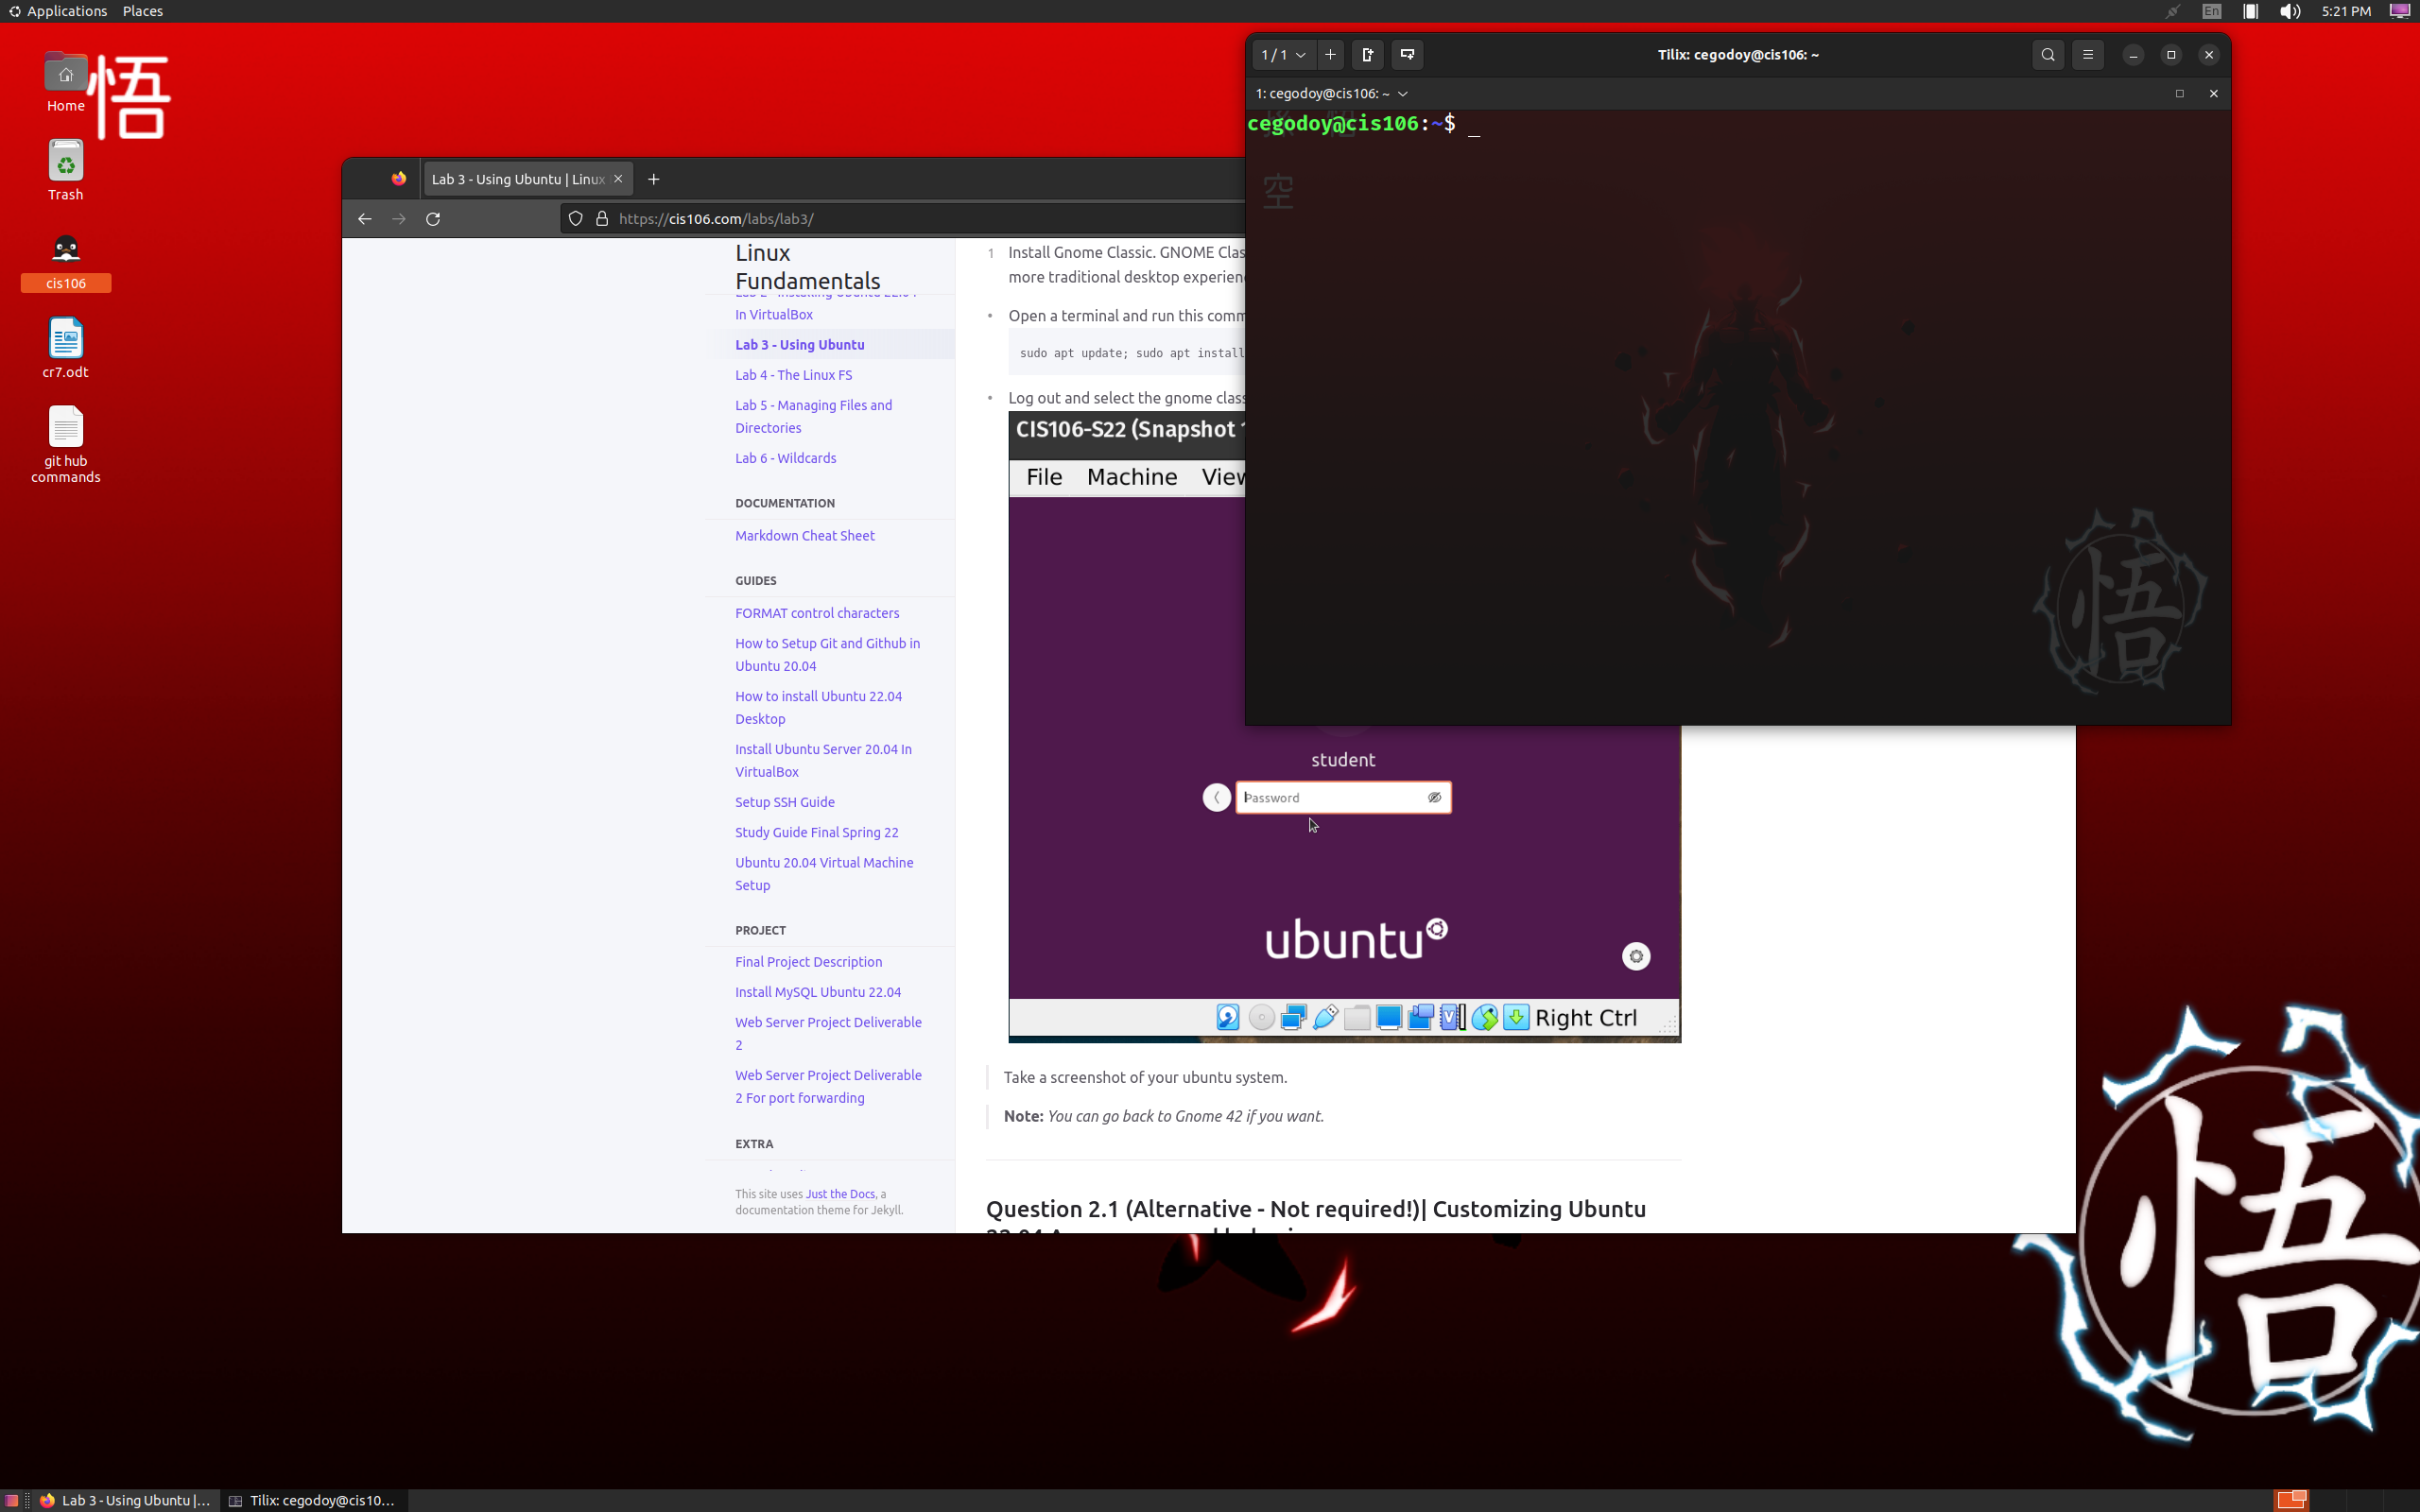 Applications Places
En 5:21 PM
悟
Home
Trash
cis106
cr7.odt
git hub
commands
1 / 1
Tilix: cegodoy@cis106: ~
1: cegodoy@cis106: ~
cegodoy@cis106:~$ _
空
悟
Lab 3 - Using Ubuntu | Linux
https://cis106.com/labs/lab3/
Linux
Fundamentals
In VirtualBox
Lab 3 - Using Ubuntu
Lab 4 - The Linux FS
Lab 5 - Managing Files and
Directories
Lab 6 - Wildcards
DOCUMENTATION
Markdown Cheat Sheet
GUIDES
FORMAT control characters
How to Setup Git and Github in
Ubuntu 20.04
How to install Ubuntu 22.04
Desktop
Install Ubuntu Server 20.04 In
VirtualBox
Setup SSH Guide
Study Guide Final Spring 22
Ubuntu 20.04 Virtual Machine
Setup
PROJECT
Final Project Description
Install MySQL Ubuntu 22.04
Web Server Project Deliverable
2
Web Server Project Deliverable
2 For port forwarding
EXTRA
This site uses Just the Docs, a
documentation theme for Jekyll.
1 Install Gnome Classic. GNOME Clas
more traditional desktop experien
• Open a terminal and run this comm
sudo apt update; sudo apt install
• Log out and select the gnome class
CIS106-S22 (Snapshot
File Machine View
student
Password
ubuntu
Right Ctrl
Take a screenshot of your ubuntu system.
Note: You can go back to Gnome 42 if you want.
Question 2.1 (Alternative - Not required!)| Customizing Ubuntu
悟
Lab 3 - Using Ubuntu |...
Tilix: cegodoy@cis10...